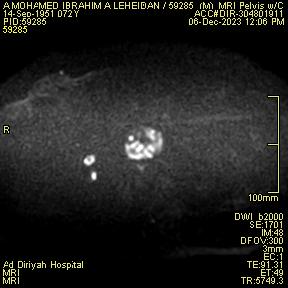 A MOHAMED IBRAHIM A LEHEIDAN / 59285 (M) MRI Pelvis w/C
14-Sep-1951 072Y ACC#DIR-304801911
PID:59285 06-Dec-2023 12:06 PM
59285
R
100mm
DWI_b2000
SE:1701
IM:48
DFOV:300
3mm
EC:1
Ad Diriyah Hospital TE:91.31
MRI ET:49
MRI TR:5749.3